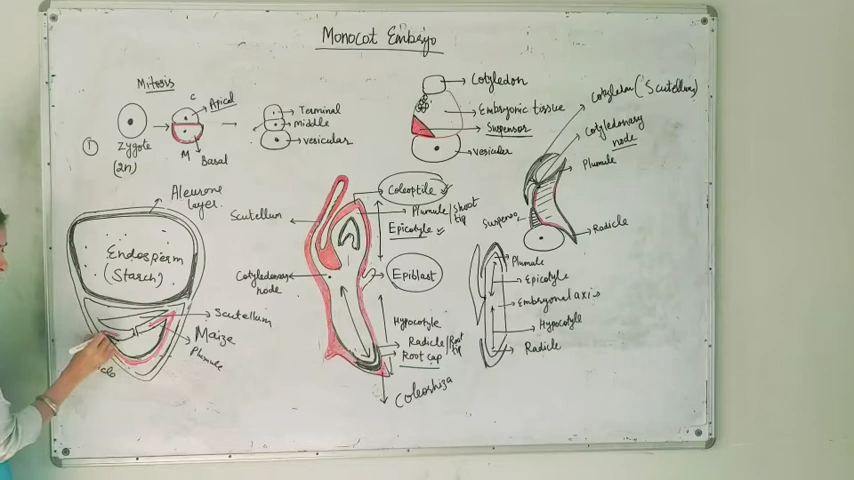 Monocot Embryo
Mitosis
C
Apical
M
Basal
①
Zygote
(2n)
Terminal
middle
vesicular
Cotyledon
Embryonic tissue
Suspensor
vesicular
Cotyledon (Scutellum)
Cotyledonary
node
Plumule
Suspenso
Radicle
Aleurone
layer.
Endosperm
(Starch)
Scutellum
Maize
Plumule
Scutellum
Cotyledonary
node
Coleoptile
Plumule/Shoot
tip
Epicotyle
Epiblast
Hypocotyle
Radicle/Root
tip
Root cap
Coleoshiza
Plumule
Epicotyle
Embryonal axis
Hypocotyle
Radicle